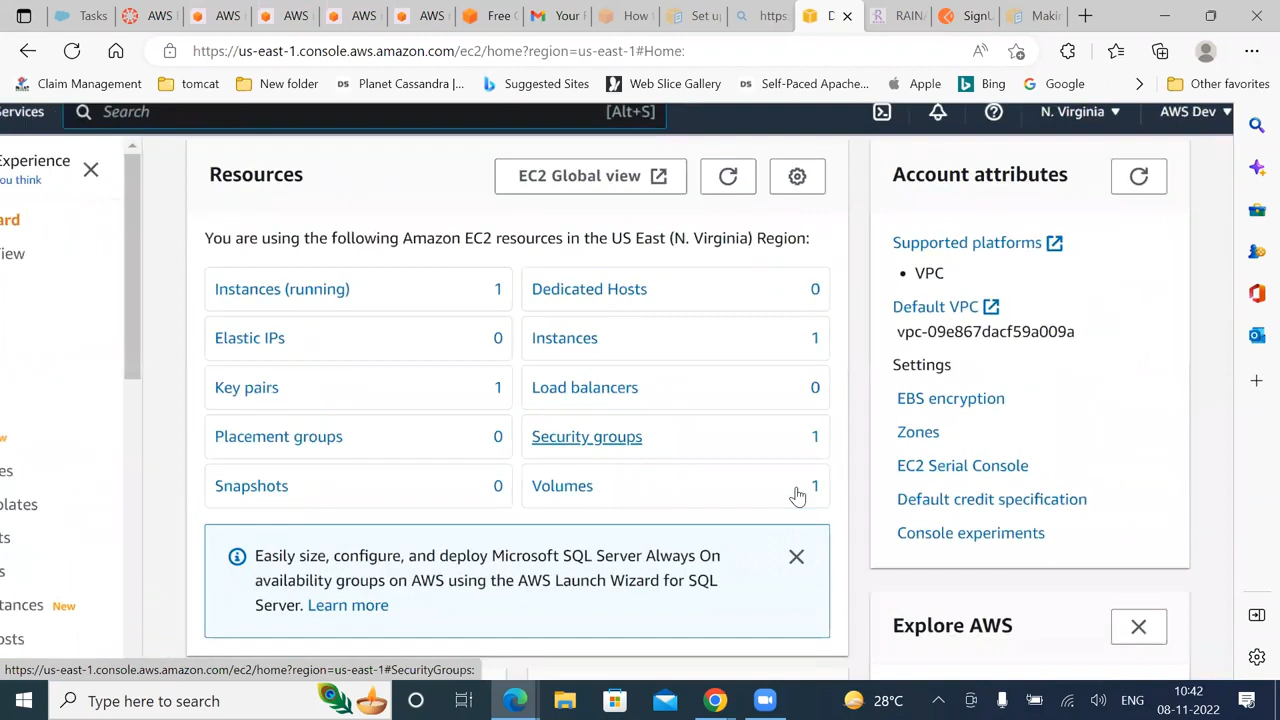 Tasks
AWS D
AWS
AWS
AWS
AWS
Free C
Your F
How t
Set up
https:
D
RAINA
SignU
Makin
https://us-east-1.console.aws.amazon.com/ec2/home?region=us-east-1#Home:
Claim Management
tomcat
New folder
DS Planet Cassandra |...
Suggested Sites
Web Slice Gallery
DS Self-Paced Apache...
Apple
Bing
Google
Other favorites
Services
Search
[Alt+S]
N. Virginia
AWS Dev
Experience
ou think
ard
iew
w
es
plates
ts
s
tances New
osts
Resources
EC2 Global view
You are using the following Amazon EC2 resources in the US East (N. Virginia) Region:
Instances (running) 1
Dedicated Hosts 0
Elastic IPs 0
Instances 1
Key pairs 1
Load balancers 0
Placement groups 0
Security groups 1
Snapshots 0
Volumes 1
Easily size, configure, and deploy Microsoft SQL Server Always On
availability groups on AWS using the AWS Launch Wizard for SQL
Server. Learn more
Account attributes
Supported platforms
• VPC
Default VPC
vpc-09e867dacf59a009a
Settings
EBS encryption
Zones
EC2 Serial Console
Default credit specification
Console experiments
Explore AWS
https://us-east-1.console.aws.amazon.com/ec2/home?region=us-east-1#SecurityGroups:
Type here to search
28°C
ENG
10:42
08-11-2022